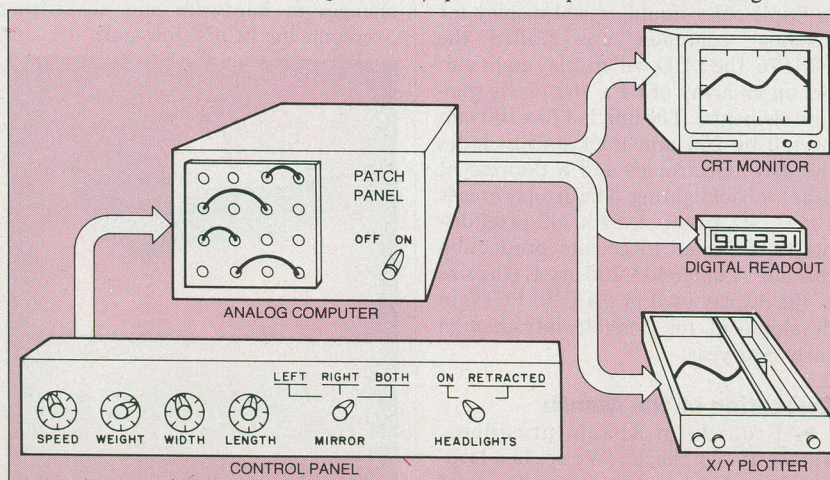 CRT MONITOR
PATCH
PANEL
OFF ON
9.0231
DIGITAL READOUT
ANALOG COMPUTER
LEFT RIGHT BOTH
ON RETRACTED
SPEED WEIGHT WIDTH LENGTH
MIRROR
HEADLIGHTS
CONTROL PANEL
X/Y PLOTTER